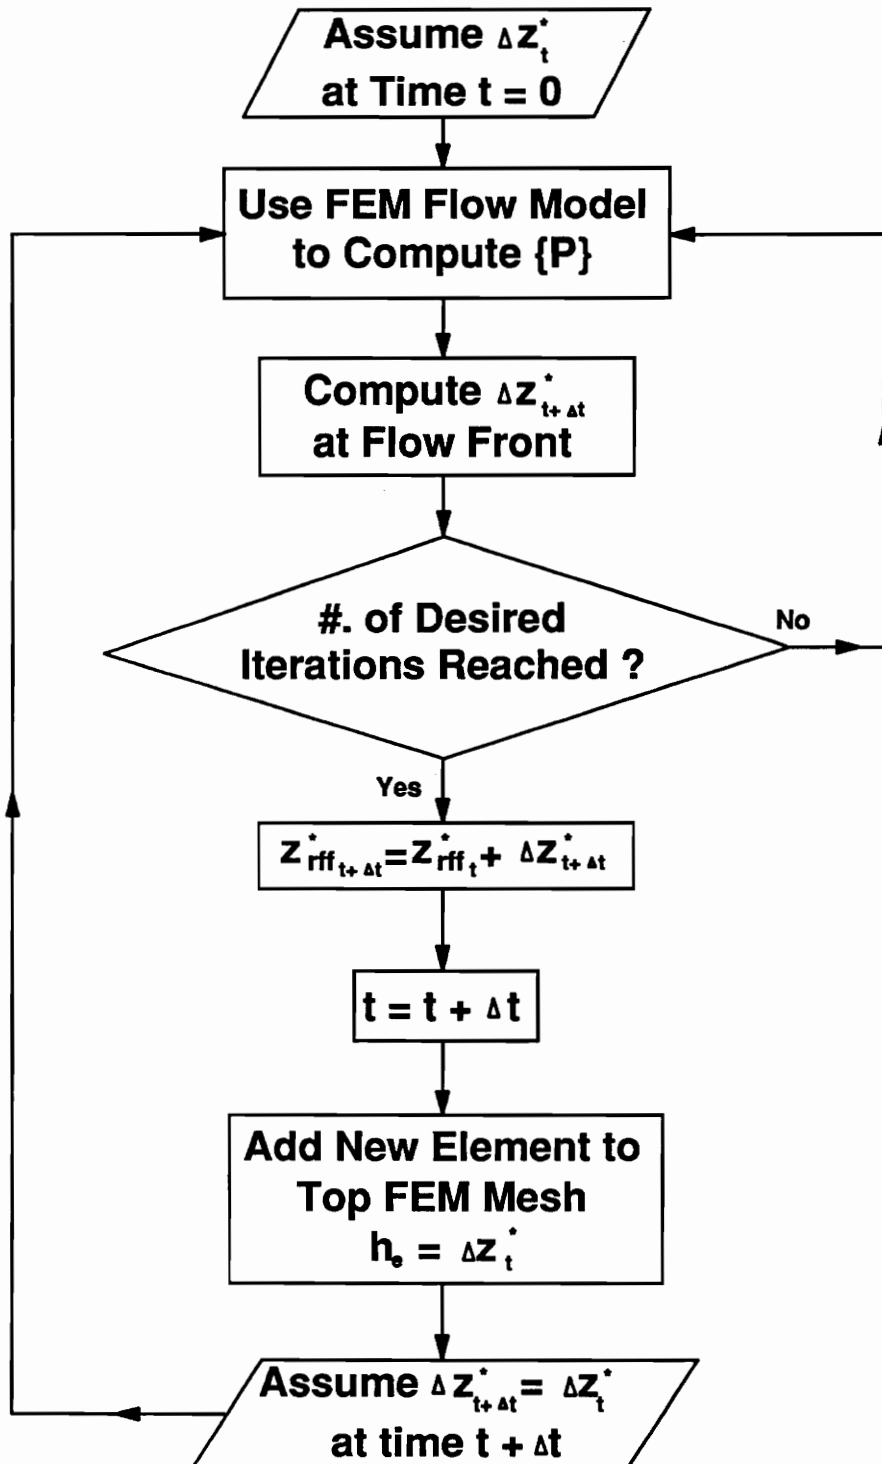 Assume Δz*t
at Time t = 0
Use FEM Flow Model
to Compute {P}
Compute Δz*t+Δt
at Flow Front
#. of Desired
Iterations Reached ?
No
Yes
z*rff t+Δt = z*rff t + Δz*t+Δt
t = t + Δt
Add New Element to
Top FEM Mesh
he = Δz*t
Assume Δz*t+Δt = Δz*t
at time t + Δt